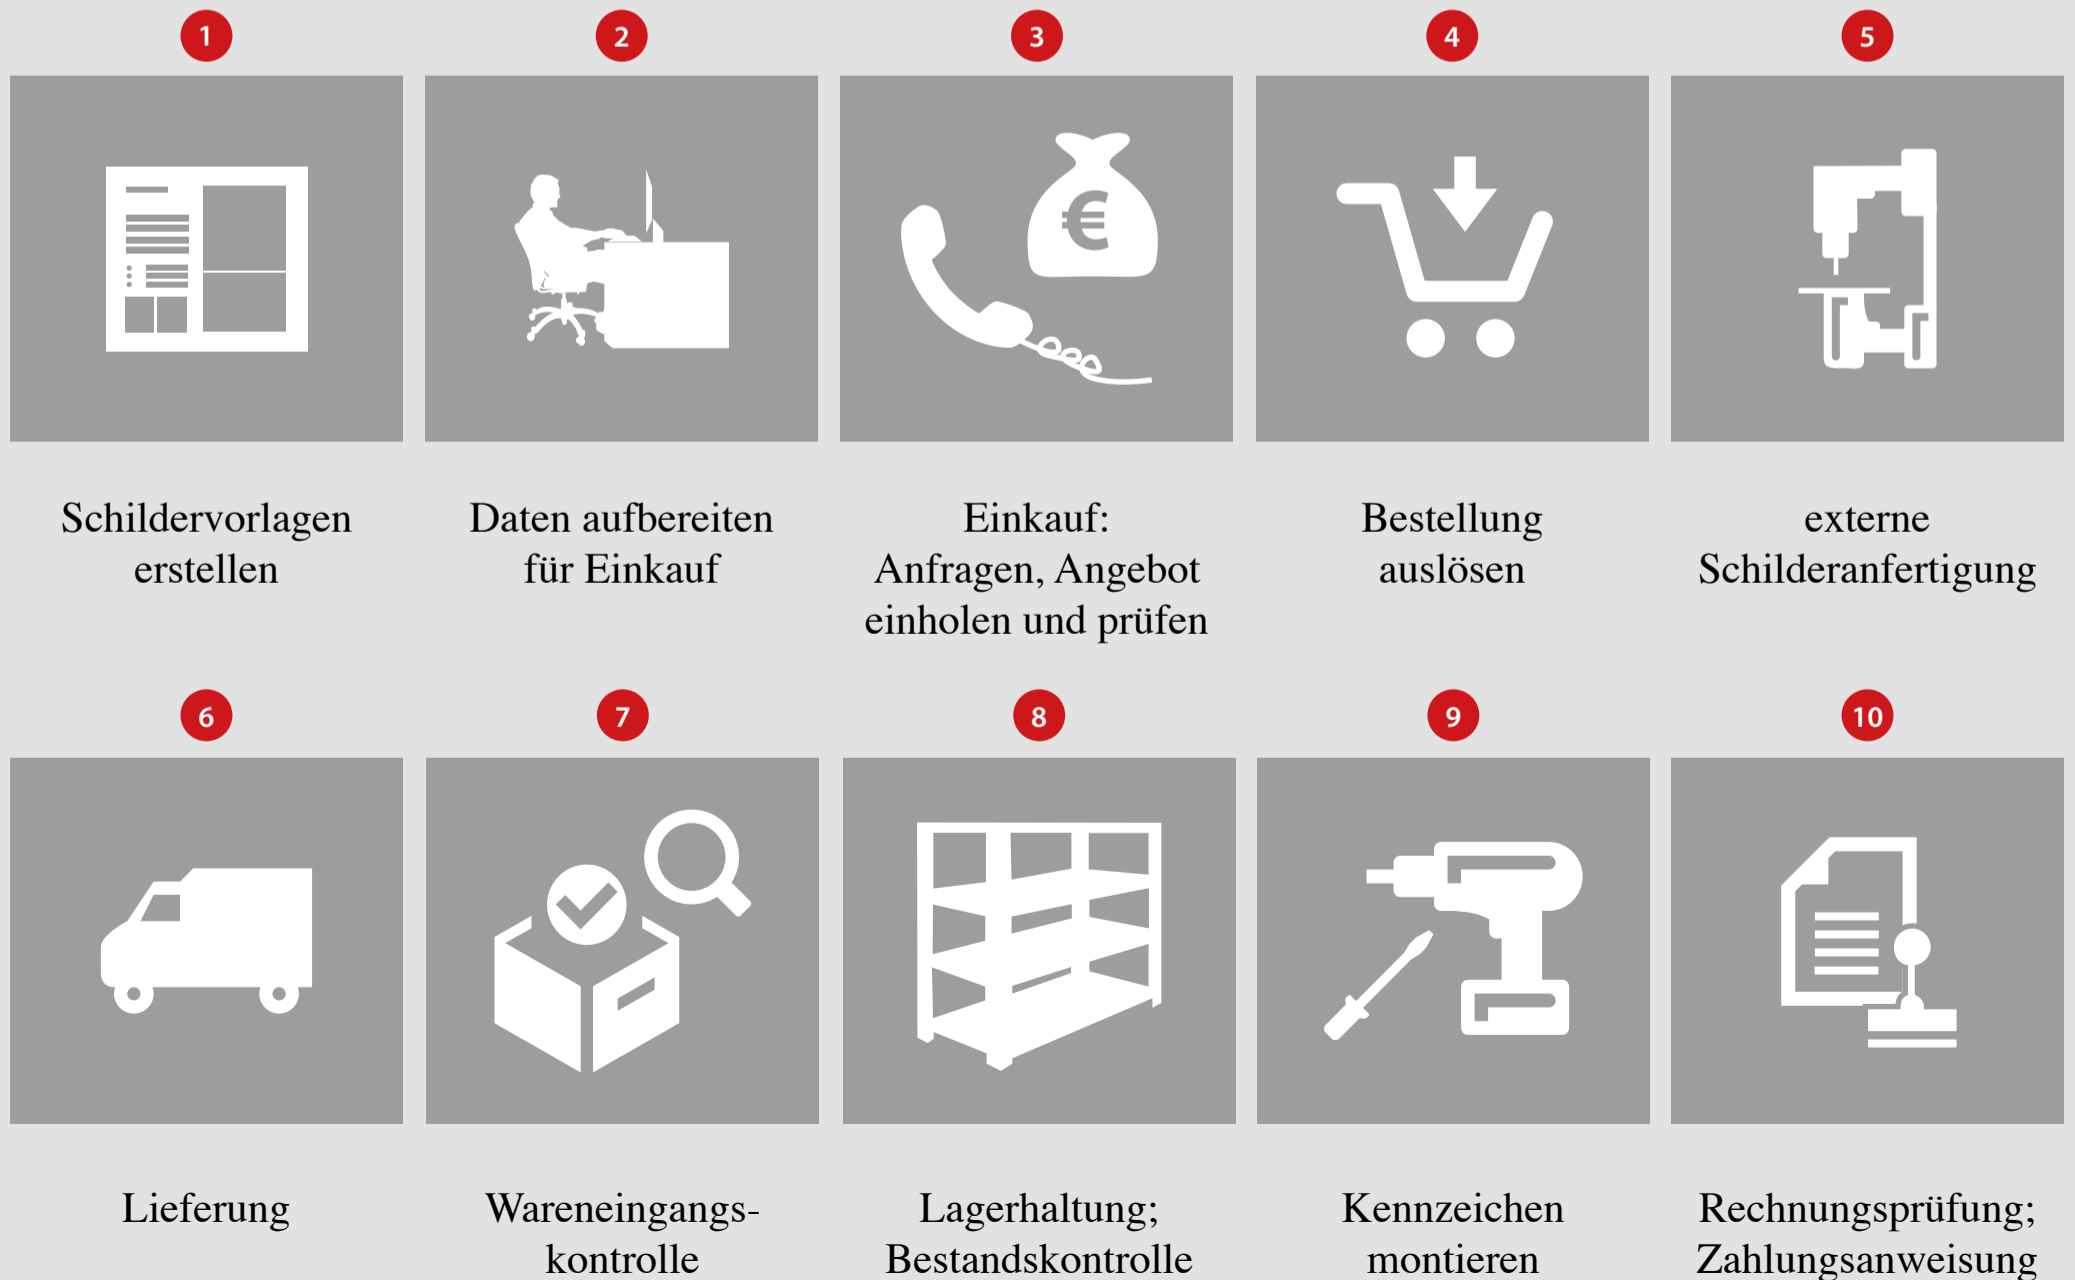 1
2
3
4
5
€
Schildervorlagen
erstellen
Daten aufbereiten
für Einkauf
Einkauf:
Anfragen, Angebot
einholen und prüfen
Bestellung
auslösen
externe
Schilderanfertigung
6
7
8
9
10
Lieferung
Wareneingangs-
kontrolle
Lagerhaltung;
Bestandskontrolle
Kennzeichen
montieren
Rechnungsprüfung;
Zahlungsanweisung